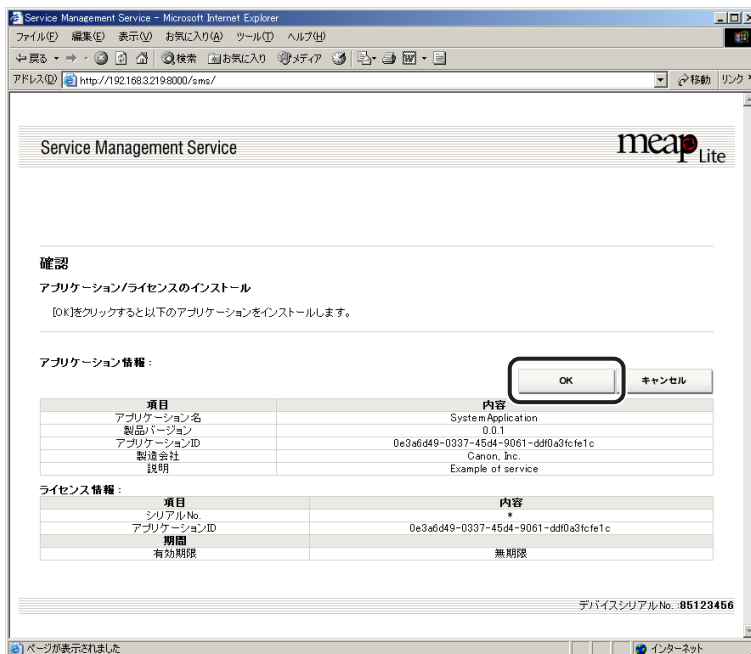 Service Management Service - Microsoft Internet Explorer
ファイル(F) 編集(E) 表示(V) お気に入り(A) ツール(T) ヘルプ(H)
戻る 検索 お気に入り メディア
アドレス(D) http://192.168.3.219:8000/sms/ 移動 リンク »
Service Management Service
meap Lite
確認
アプリケーション/ライセンスのインストール
[OK]をクリックすると以下のアプリケーションをインストールします。
アプリケーション情報:
OK キャンセル
項目 内容
アプリケーション名 SystemApplication
製品バージョン 0.0.1
アプリケーションID 0e3a6d49-0337-45d4-9061-ddf0a3fcfe1c
製造会社 Canon, Inc.
説明 Example of service
ライセンス情報:
項目 内容
シリアルNo. *
アプリケーションID 0e3a6d49-0337-45d4-9061-ddf0a3fcfe1c
期間
有効期限 無期限
デバイスシリアルNo. :85123456
ページが表示されました インターネット